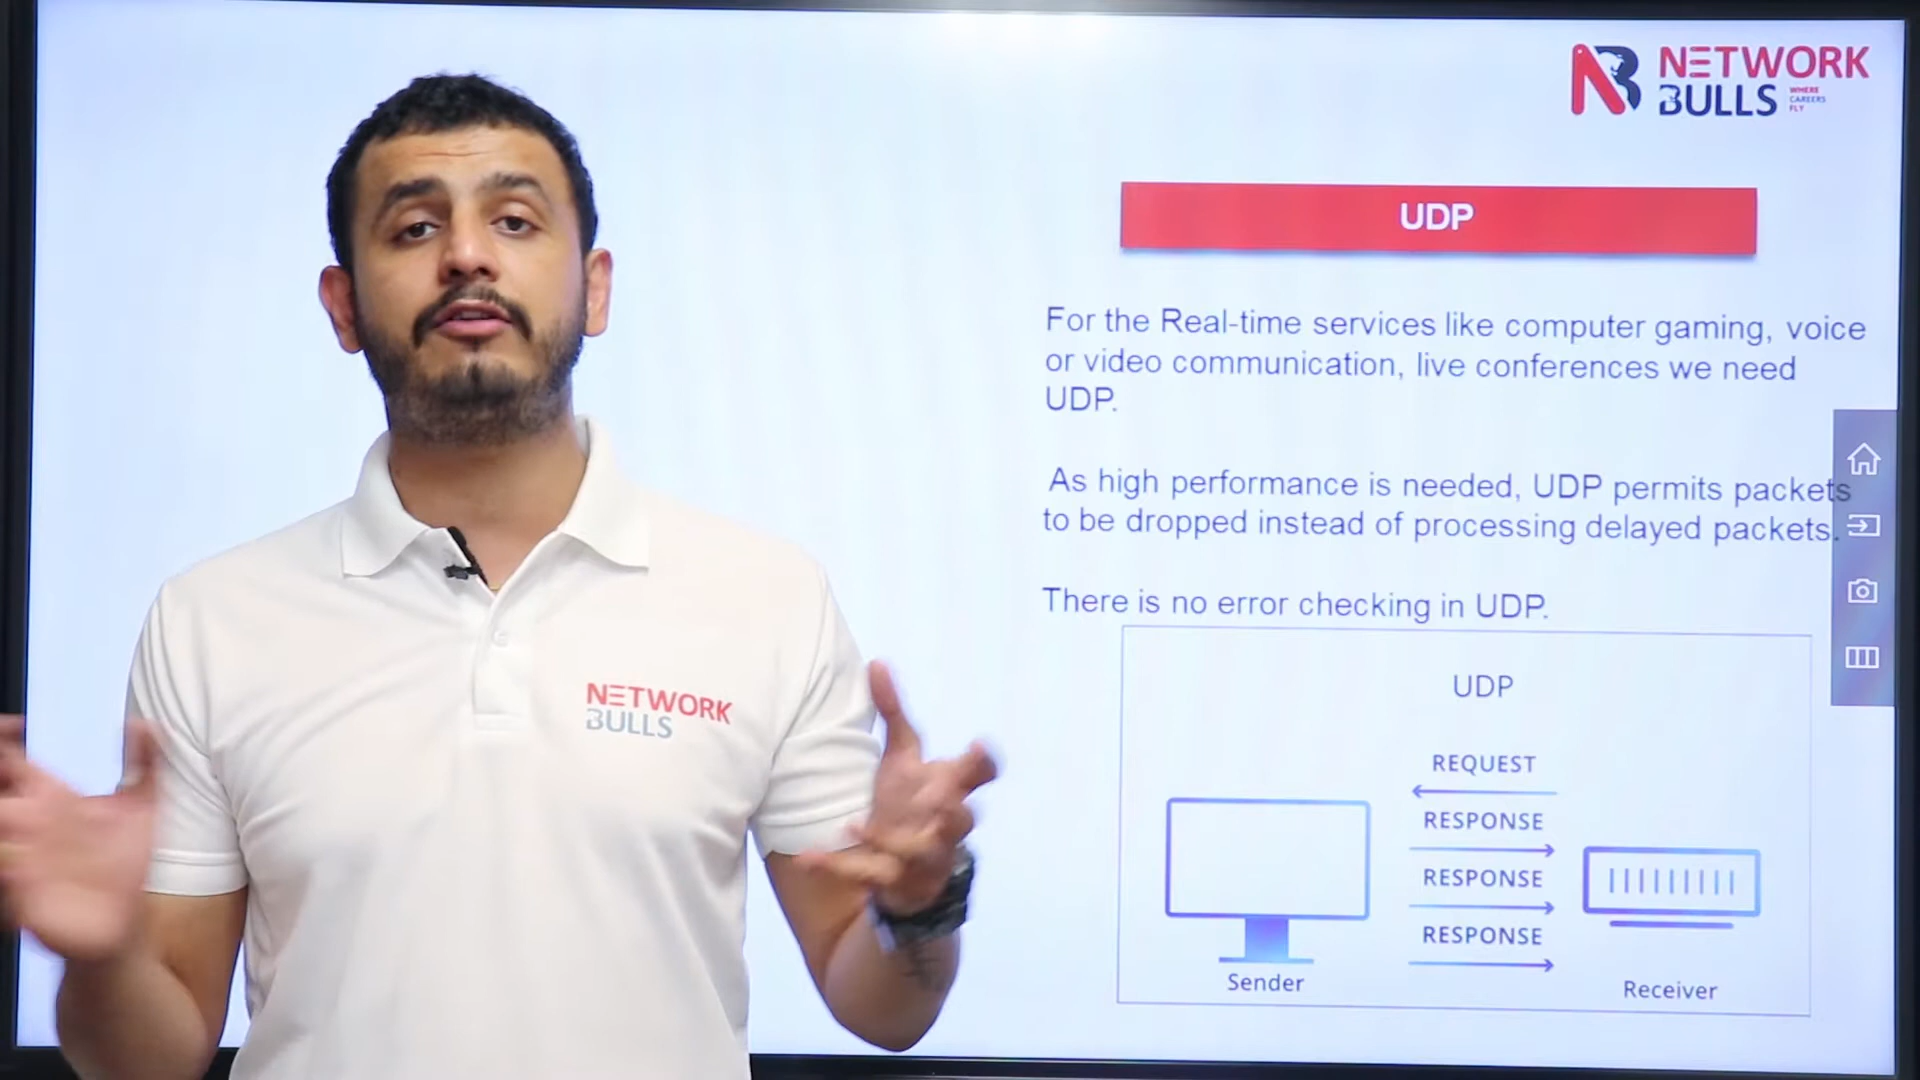 NETWORK
BULLS
WHERE
CAREERS
FLY
UDP
For the Real-time services like computer gaming, voice
or video communication, live conferences we need
UDP.
As high performance is needed, UDP permits packets
to be dropped instead of processing delayed packets.
There is no error checking in UDP.
UDP
REQUEST
RESPONSE
RESPONSE
RESPONSE
Sender
Receiver
NETWORK
BULLS